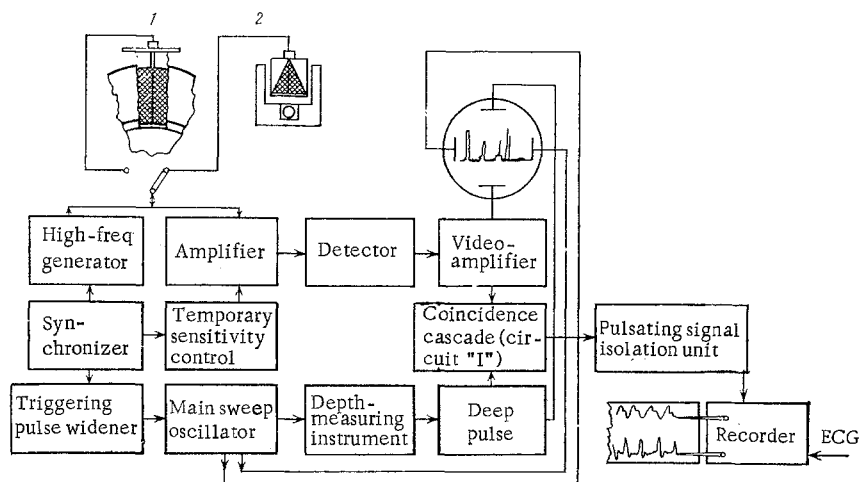 1
2
High-freq
generator
Amplifier
Detector
Video-
amplifier
Syn-
chronizer
Temporary
sensitivity
control
Coincidence
cascade (cir-
cuit "I")
Pulsating signal
isolation unit
Triggering
pulse widener
Main sweep
oscillator
Depth-
measuring
instrument
Deep
pulse
Recorder
ECG